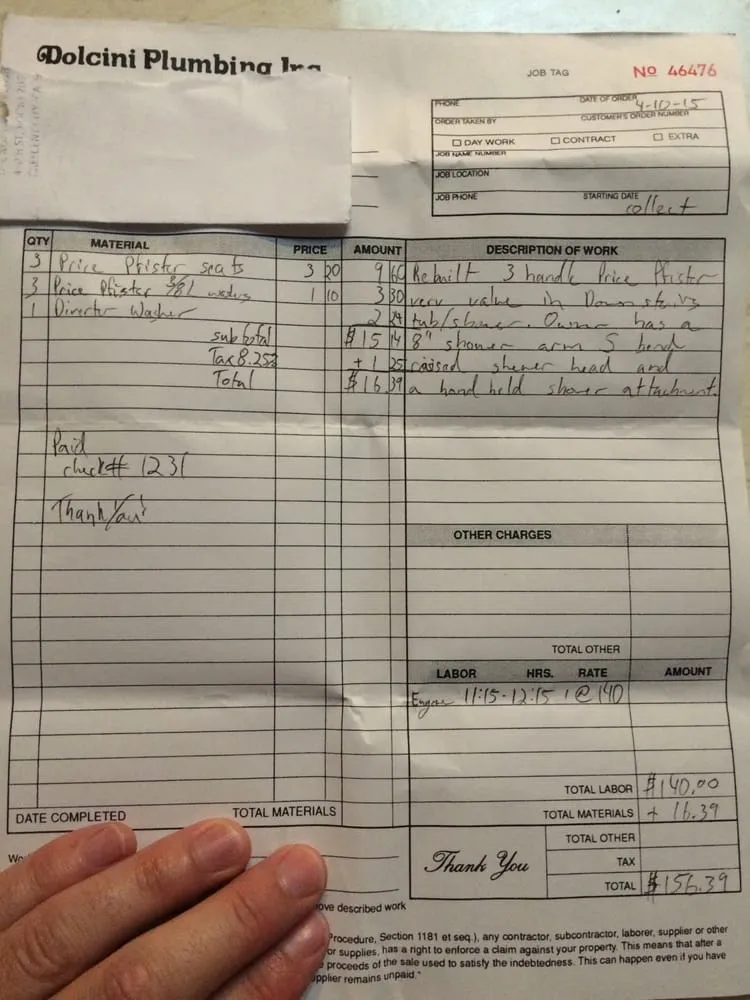 Dolcini Plumbing Inc.
JOB TAG
No 46476
PHONE
DATE OF ORDER 4-10-15
ORDER TAKEN BY
CUSTOMER'S ORDER NUMBER
DAY WORK CONTRACT EXTRA
JOB NAME NUMBER
JOB LOCATION
JOB PHONE
STARTING DATE
collect
QTY MATERIAL PRICE AMOUNT
3 Price Pfister seats 3 20 9 60
3 Price Pfister 5/8L washers 1 10 3 30
1 Diverter Washer 2 24
subtotal $15 14
Tax 8.25% +1 25
Total $16 39
Paid
check# 1231
Thank You!
DESCRIPTION OF WORK
Rebuilt 3 handle Price Pfister
very value in Downstairs
tub/shower. Owner has a
8" shower arm S bend
raised shower head and
a hand held shower attachment.
OTHER CHARGES
TOTAL OTHER
LABOR HRS. RATE AMOUNT
11:15-12:15 1 @ 140
TOTAL LABOR $140.00
TOTAL MATERIALS + 16.39
TOTAL OTHER
TAX
TOTAL $156.39
Thank You
DATE COMPLETED
TOTAL MATERIALS
ove described work
Procedure, Section 1181 et seq.), any contractor, subcontractor, laborer, supplier or other
or supplies, has a right to enforce a claim against your property. This means that after a
proceeds of the sale used to satisfy the indebtedness. This can happen even if you have
pplier remains unpaid."